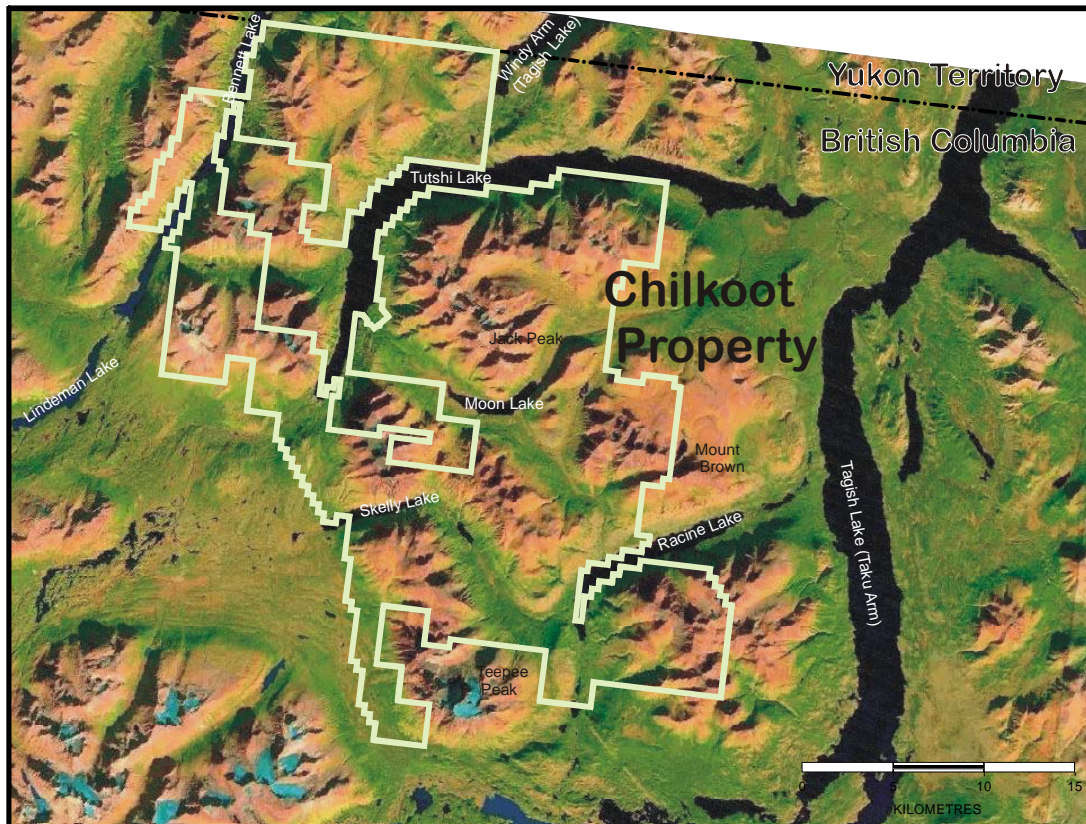 Bennett Lake
Windy Arm
(Tagish Lake)
Yukon Territory
British Columbia
Tutshi Lake
Chilkoot
Property
Jack Peak
Lindeman Lake
Moon Lake
Mount
Brown
Tagish Lake (Taku Arm)
Skelly Lake
Racine Lake
Teepee
Peak
0 5 10 15
KILOMETRES